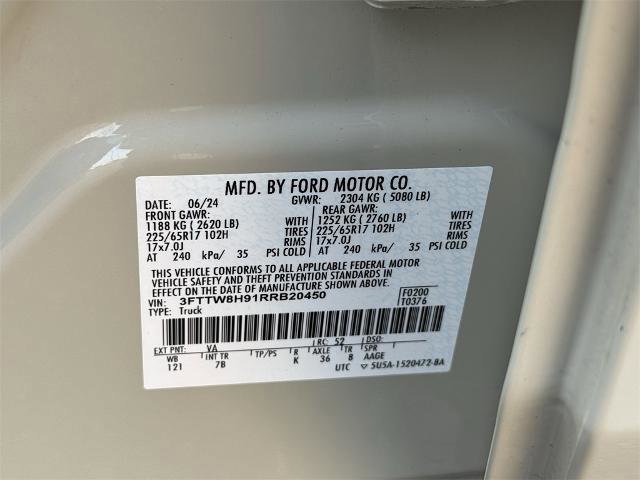 MFD. BY FORD MOTOR CO.
DATE: 06/24 GVWR: 2304 KG ( 5080 LB)
FRONT GAWR: REAR GAWR:
1188 KG ( 2620 LB) WITH 1252 KG ( 2760 LB) WITH
225/65R17 102H TIRES 225/65R17 102H TIRES
17x7.0J RIMS 17x7.0J RIMS
AT 240 kPa/ 35 PSI COLD AT 240 kPa/ 35 PSI COLD
THIS VEHICLE CONFORMS TO ALL APPLICABLE FEDERAL MOTOR
VEHICLE SAFETY AND THEFT PREVENTION STANDARDS IN
EFFECT ON THE DATE OF MANUFACTURE SHOWN ABOVE.
VIN: 3FTTW8H91RRB20450 F0200
TYPE: Truck T0376
EXT PNT: VA RC: 52 DSO:
WB INT TR TP/PS R AXLE TR SPR
121 7B K 36 8 AAGE
UTC 5U5A-1520472-BA